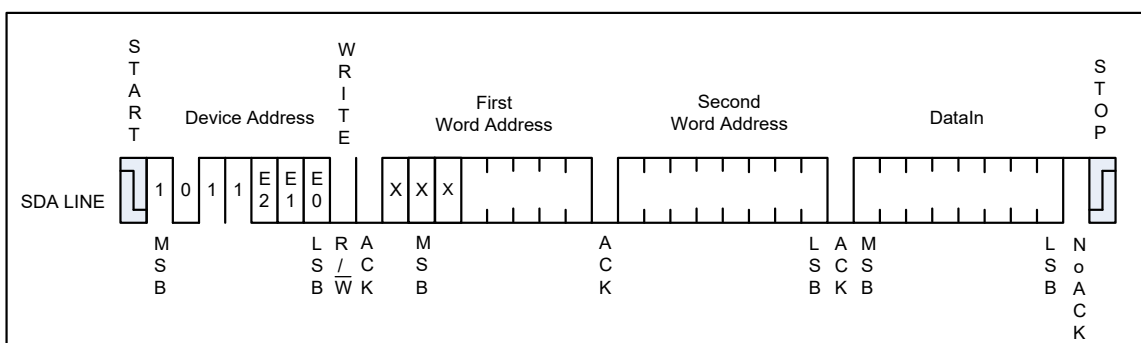 START
WRITE
STOP
Device Address
First
Word Address
Second
Word Address
DataIn
SDA LINE
1 0 1 1 E2 E1 E0 X X X
MSB
LSB
R/W
ACK
MSB
ACK
LSB
ACK
MSB
LSB
NoACK